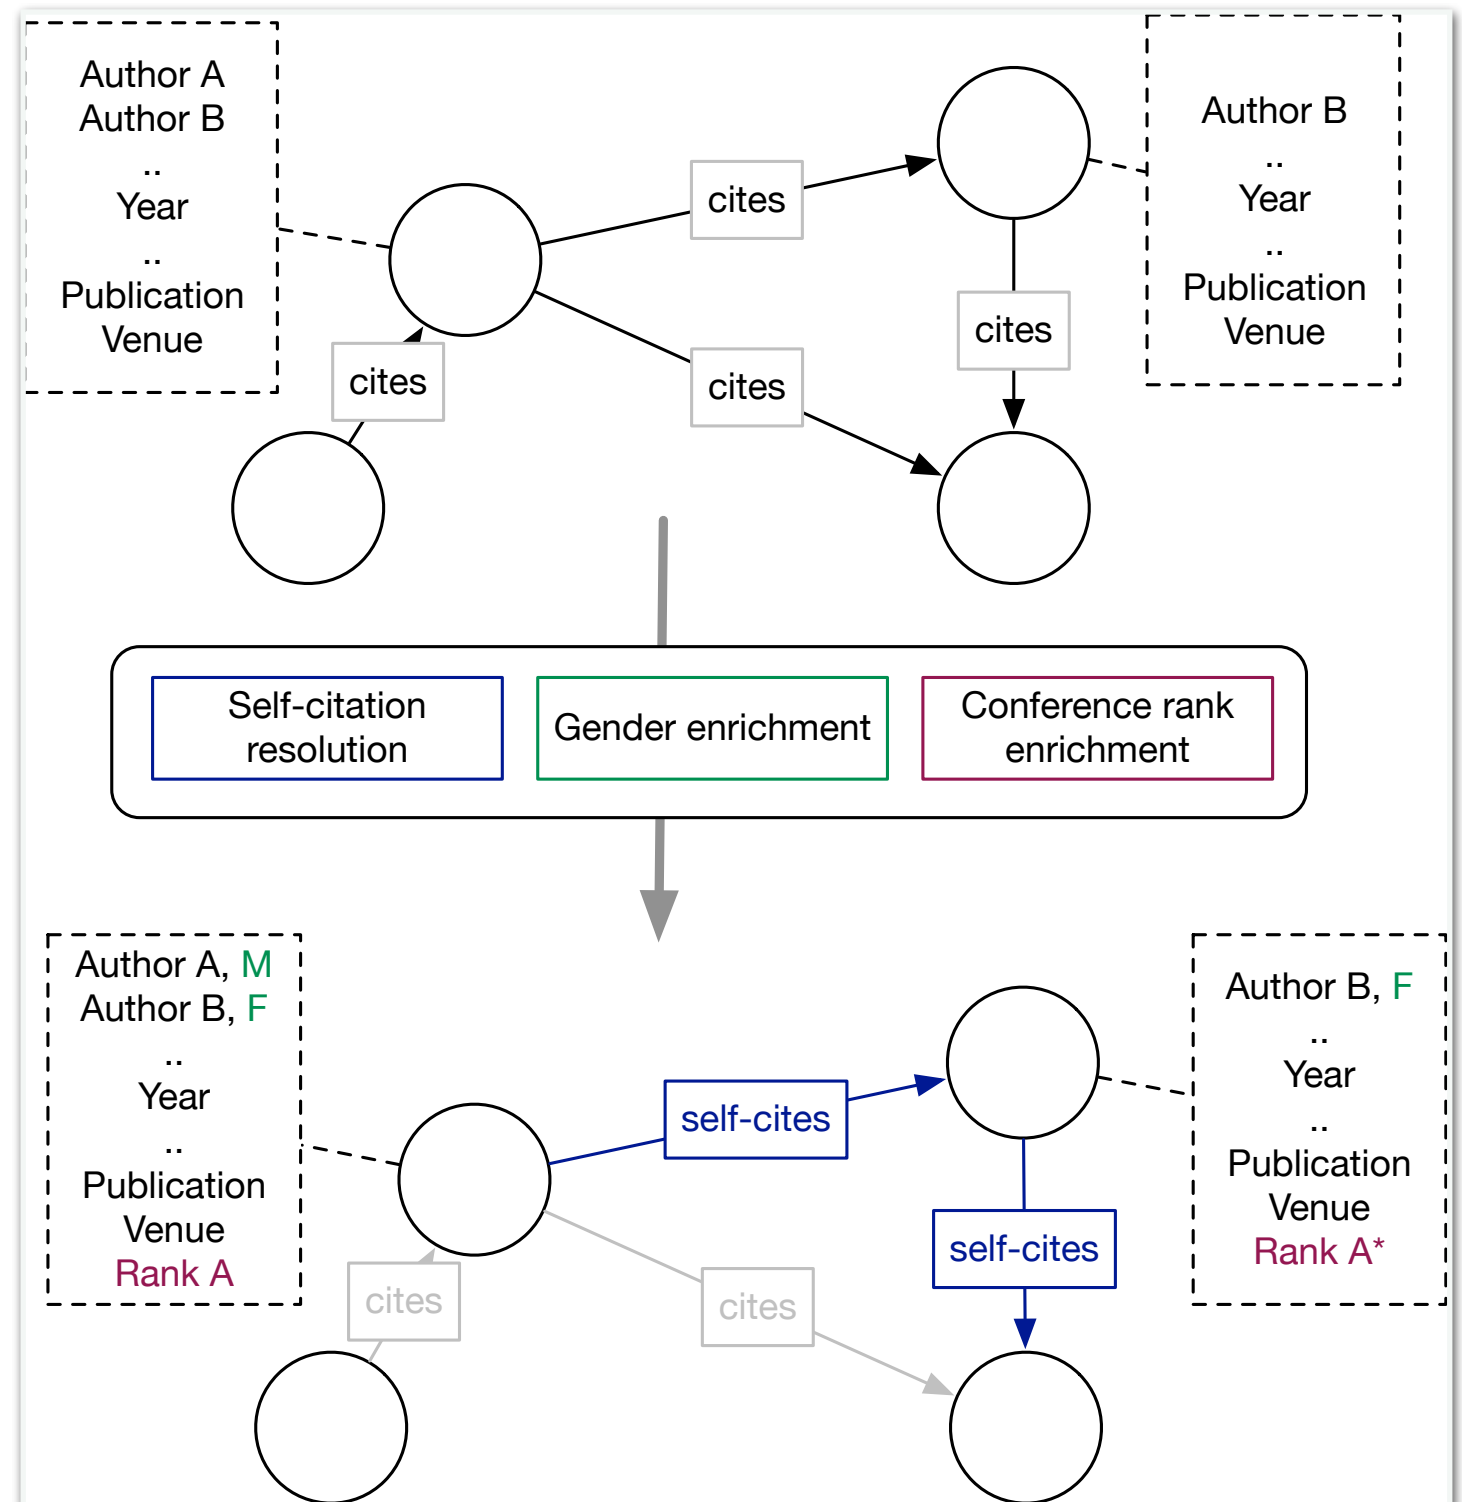 Author A
Author B
..
Year
..
Publication
Venue
Author B
..
Year
..
Publication
Venue
cites
cites
cites
cites
Self-citation
resolution
Gender enrichment
Conference rank
enrichment
Author A, M
Author B, F
..
Year
..
Publication
Venue
Rank A
Author B, F
..
Year
..
Publication
Venue
Rank A*
self-cites
self-cites
cites
cites